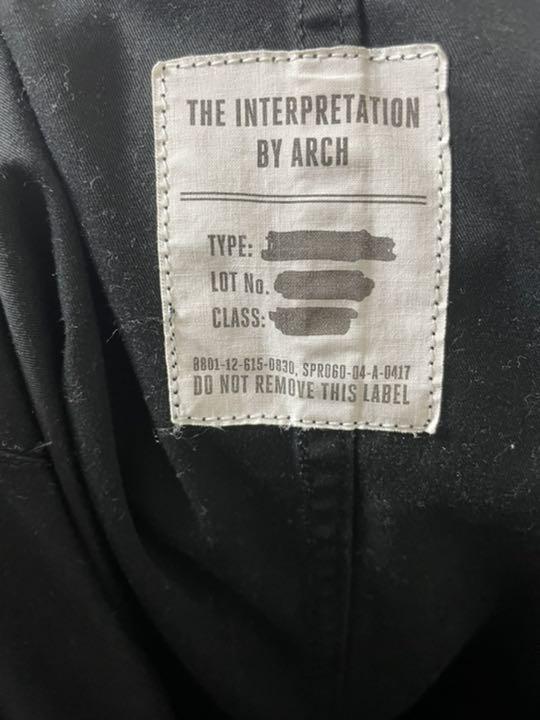 THE INTERPRETATION
BY ARCH
TYPE:
LOT No.
CLASS:
8801-12-615-0830, SPR060-04-A-0417
DO NOT REMOVE THIS LABEL